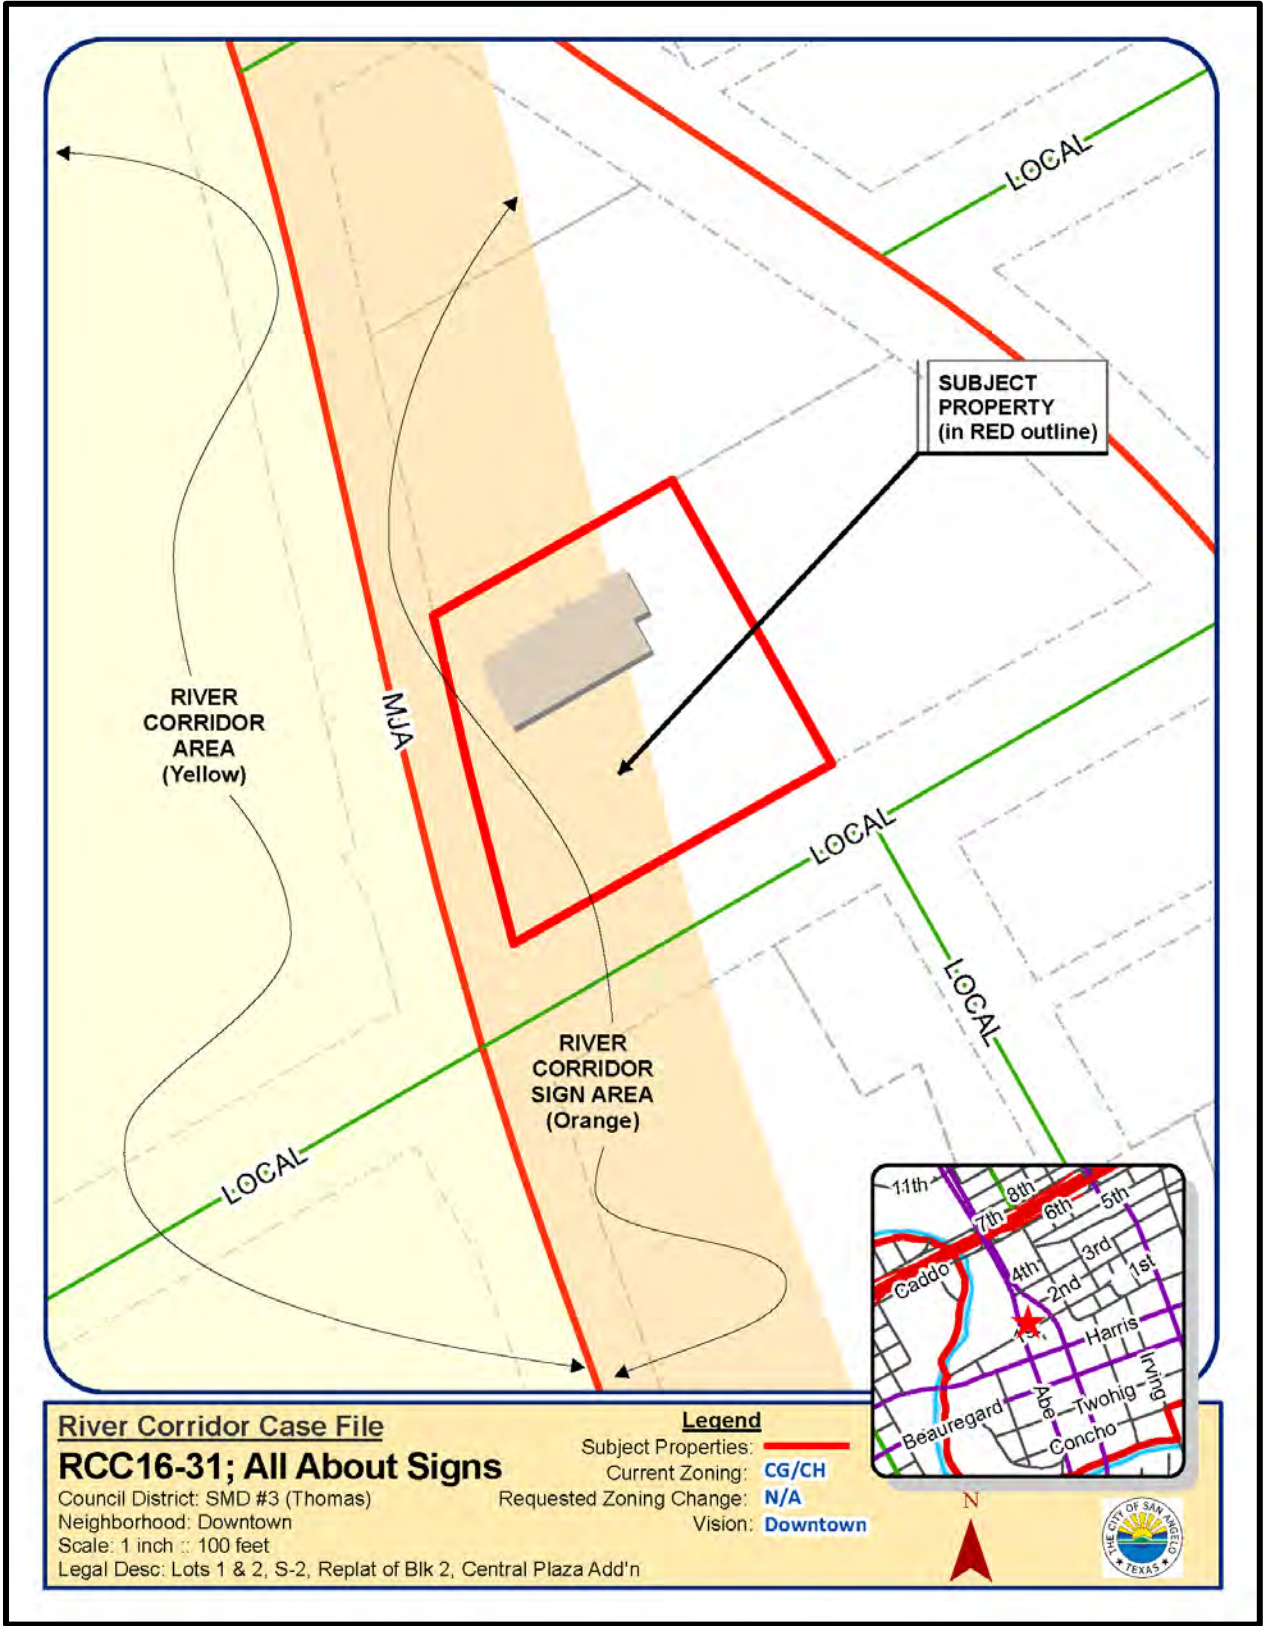 LOCAL
SUBJECT
PROPERTY
(in RED outline)
RIVER
CORRIDOR
AREA
(Yellow)
MJA
LOCAL
LOCAL
RIVER
CORRIDOR
SIGN AREA
(Orange)
LOCAL
11th
8th
7th
6th
5th
4th
3rd
2nd
1st
Caddo
Harris
Irving
Abe
Twohig
Beauregard
Concho
River Corridor Case File
RCC16-31; All About Signs
Council District: SMD #3 (Thomas)
Neighborhood: Downtown
Scale: 1 inch :: 100 feet
Legal Desc: Lots 1 & 2, S-2, Replat of Blk 2, Central Plaza Add'n
Legend
Subject Properties:
Current Zoning: CG/CH
Requested Zoning Change: N/A
Vision: Downtown
N
THE CITY OF SAN ANGELO
TEXAS